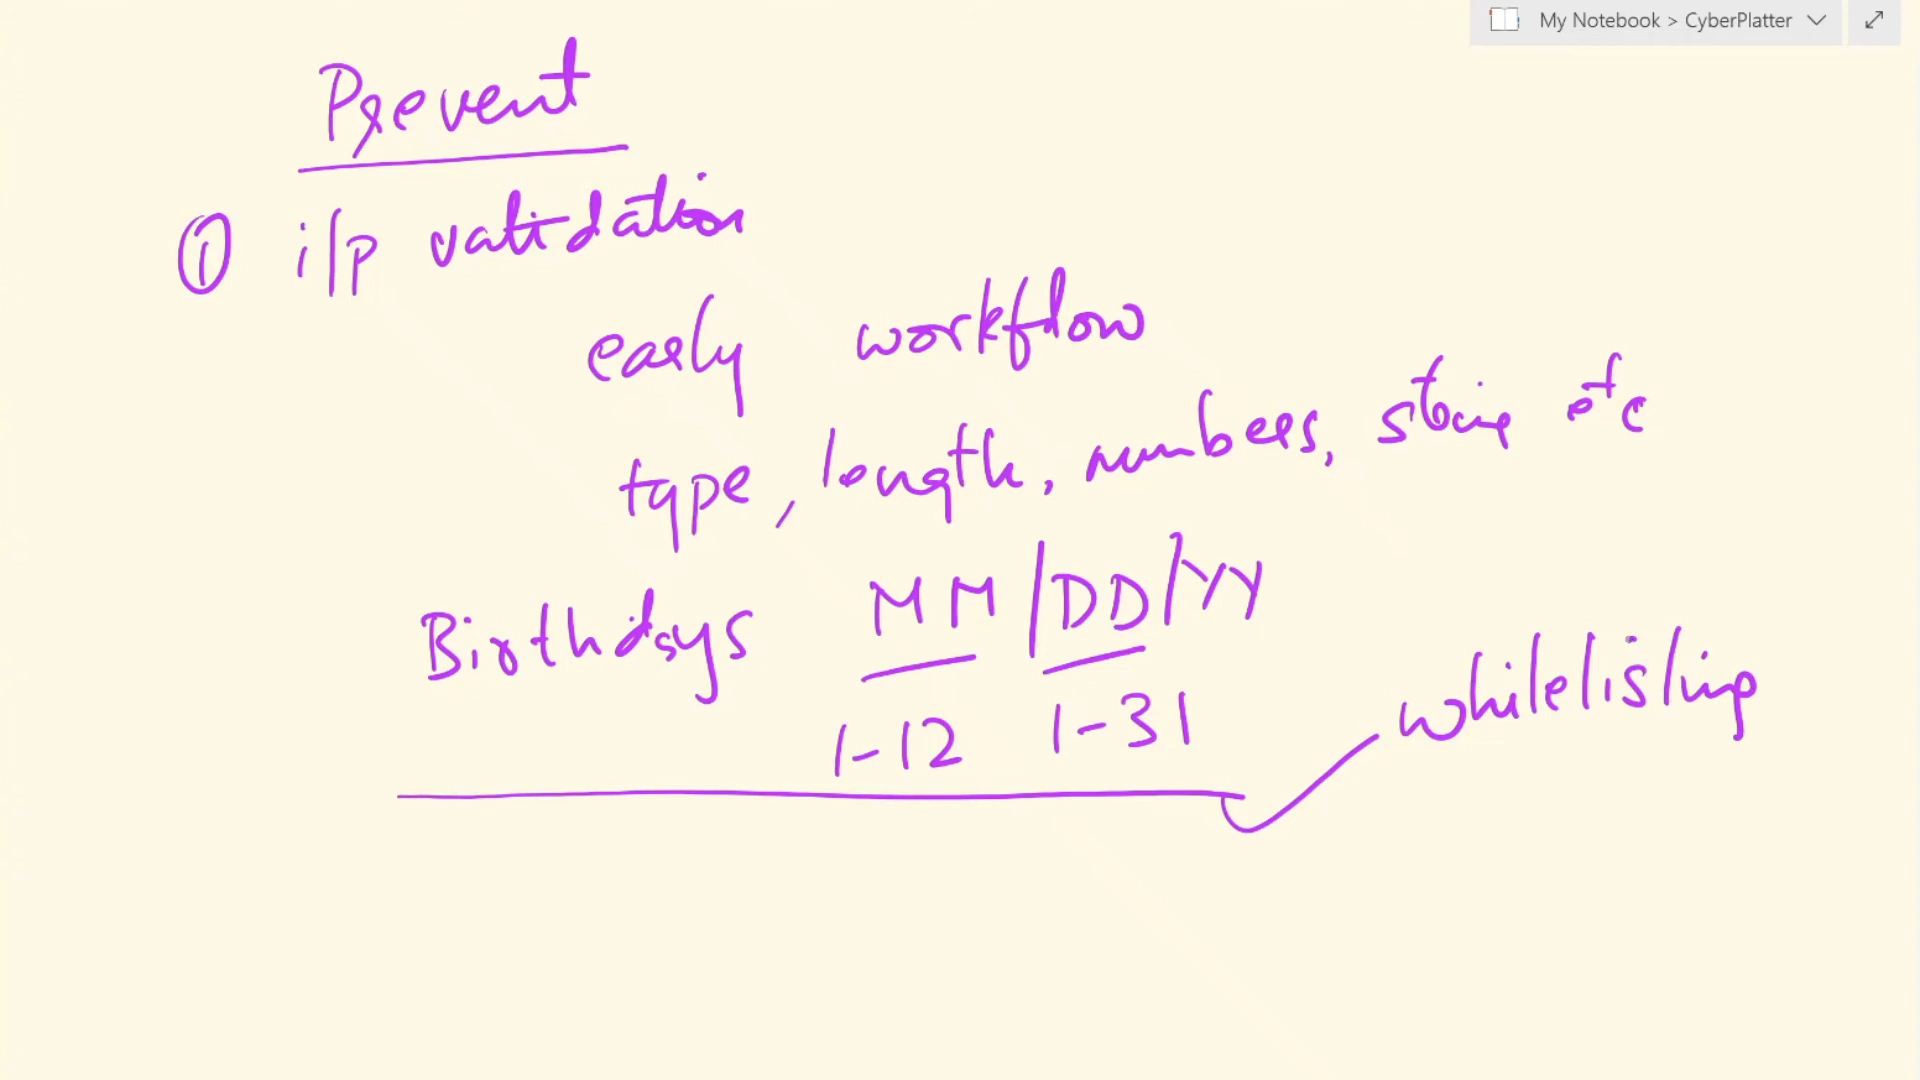 My Notebook > CyberPlatter
Prevent
① i/p validation
early workflow
type, length, numbers, string etc
Birthdays MM/DD/YY
1-12 1-31
whitelisting